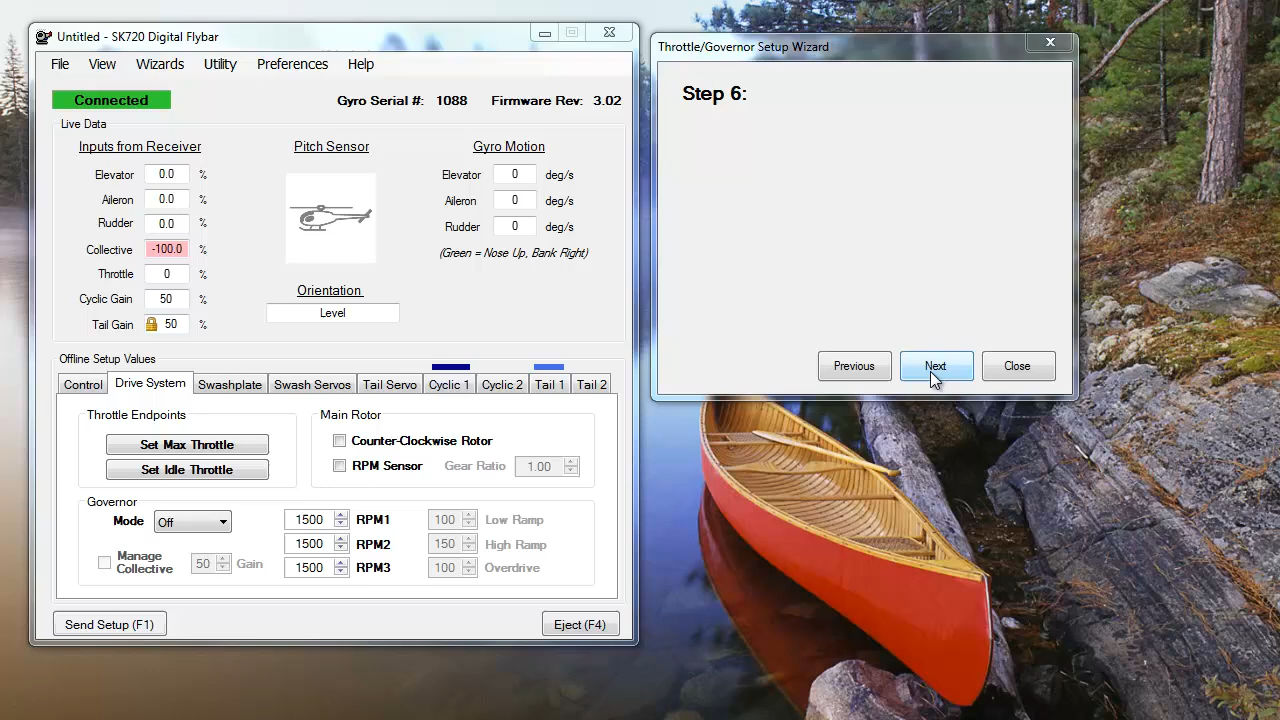 Untitled - SK720 Digital Flybar
File View Wizards Utility Preferences Help
Connected
Gyro Serial #: 1088 Firmware Rev: 3.02
Live Data
Inputs from Receiver
Elevator 0.0 %
Aileron 0.0 %
Rudder 0.0 %
Collective -100.0 %
Throttle 0 %
Cyclic Gain 50 %
Tail Gain 50 %
Pitch Sensor
Orientation
Level
Gyro Motion
Elevator 0 deg/s
Aileron 0 deg/s
Rudder 0 deg/s
(Green = Nose Up, Bank Right)
Offline Setup Values
Control Drive System Swashplate Swash Servos Tail Servo Cyclic 1 Cyclic 2 Tail 1 Tail 2
Throttle Endpoints
Set Max Throttle
Set Idle Throttle
Main Rotor
Counter-Clockwise Rotor
RPM Sensor Gear Ratio 1.00
Governor
Mode Off
Manage
Collective
50 Gain
1500 RPM1 100 Low Ramp
1500 RPM2 150 High Ramp
1500 RPM3 100 Overdrive
Send Setup (F1)
Eject (F4)
Throttle/Governor Setup Wizard
Step 6:
Previous Next Close